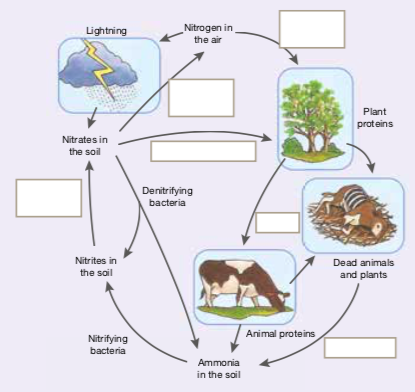 Lightning
Nitrogen in
the air
Plant
proteins
Nitrates in
the soil
Denitrifying
bacteria
Nitrites in
the soil
Dead animals
and plants
Nitrifying
bacteria
Animal proteins
Ammonia
in the soil